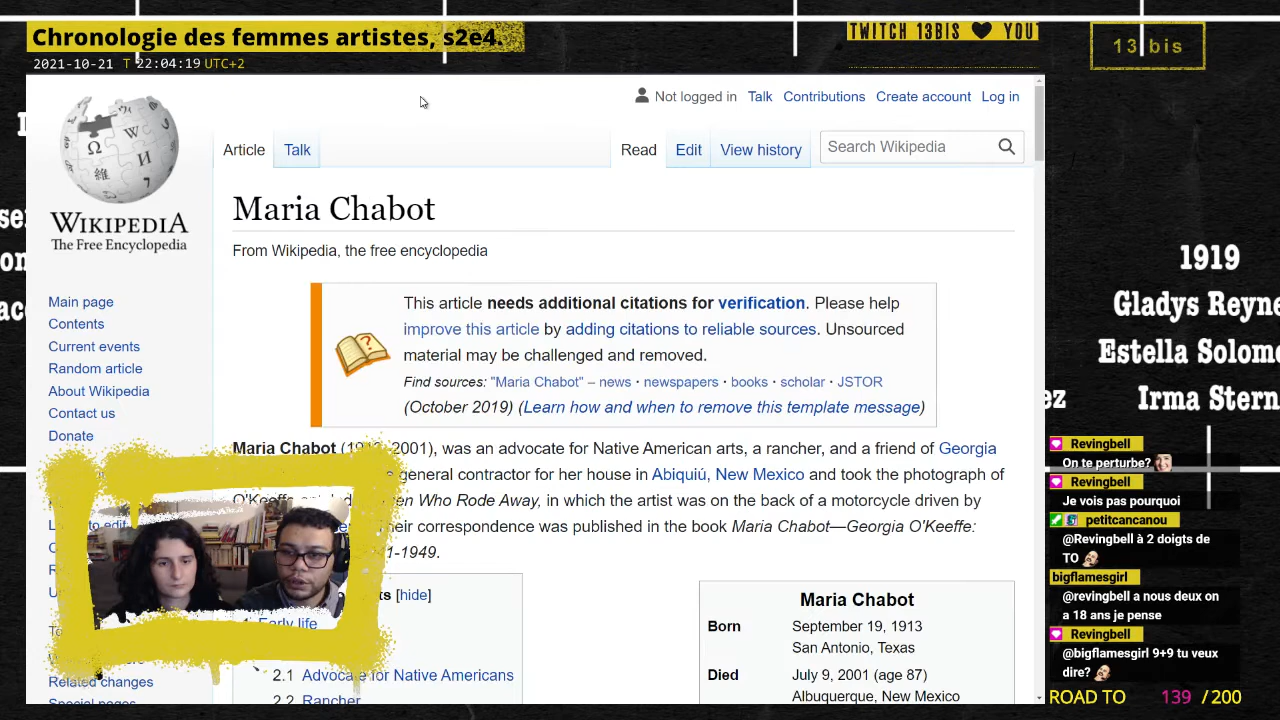 Chronologie des femmes artistes, s2e4.
2021-10-21 T 22:04:19 UTC+2
TWITCH 13BIS YOU
13 bis
Not logged in Talk Contributions Create account Log in
Article Talk Read Edit View history Search Wikipedia
WIKIPEDIA
The Free Encyclopedia
Maria Chabot
From Wikipedia, the free encyclopedia
Main page
Contents
Current events
Random article
About Wikipedia
Contact us
Donate
This article needs additional citations for verification. Please help
improve this article by adding citations to reliable sources. Unsourced
material may be challenged and removed.
Find sources: "Maria Chabot" – news · newspapers · books · scholar · JSTOR
(October 2019) (Learn how and when to remove this template message)
Maria Chabot 2001), was an advocate for Native American arts, a rancher, and a friend of Georgia
general contractor for her house in Abiquiú, New Mexico and took the photograph of
Who Rode Away, in which the artist was on the back of a motorcycle driven by
heir correspondence was published in the book Maria Chabot—Georgia O'Keeffe:
1-1949.
[hide]
Early life
2.1 Advocate for Native Americans
2.2 Rancher
Related changes
Special pages
Maria Chabot
Born September 19, 1913
San Antonio, Texas
Died July 9, 2001 (age 87)
Albuquerque, New Mexico
1919
Gladys Reyne
Estella Solom
Irma Stern
ez
Revingbell
On te perturbe?
Revingbell
Je vois pas pourquoi
petitcancanou
@Revingbell à 2 doigts de
TO
bigflamesgirl
@revingbell a nous deux on
a 18 ans je pense
Revingbell
@bigflamesgirl 9+9 tu veux
dire?
ROAD TO 139 / 200